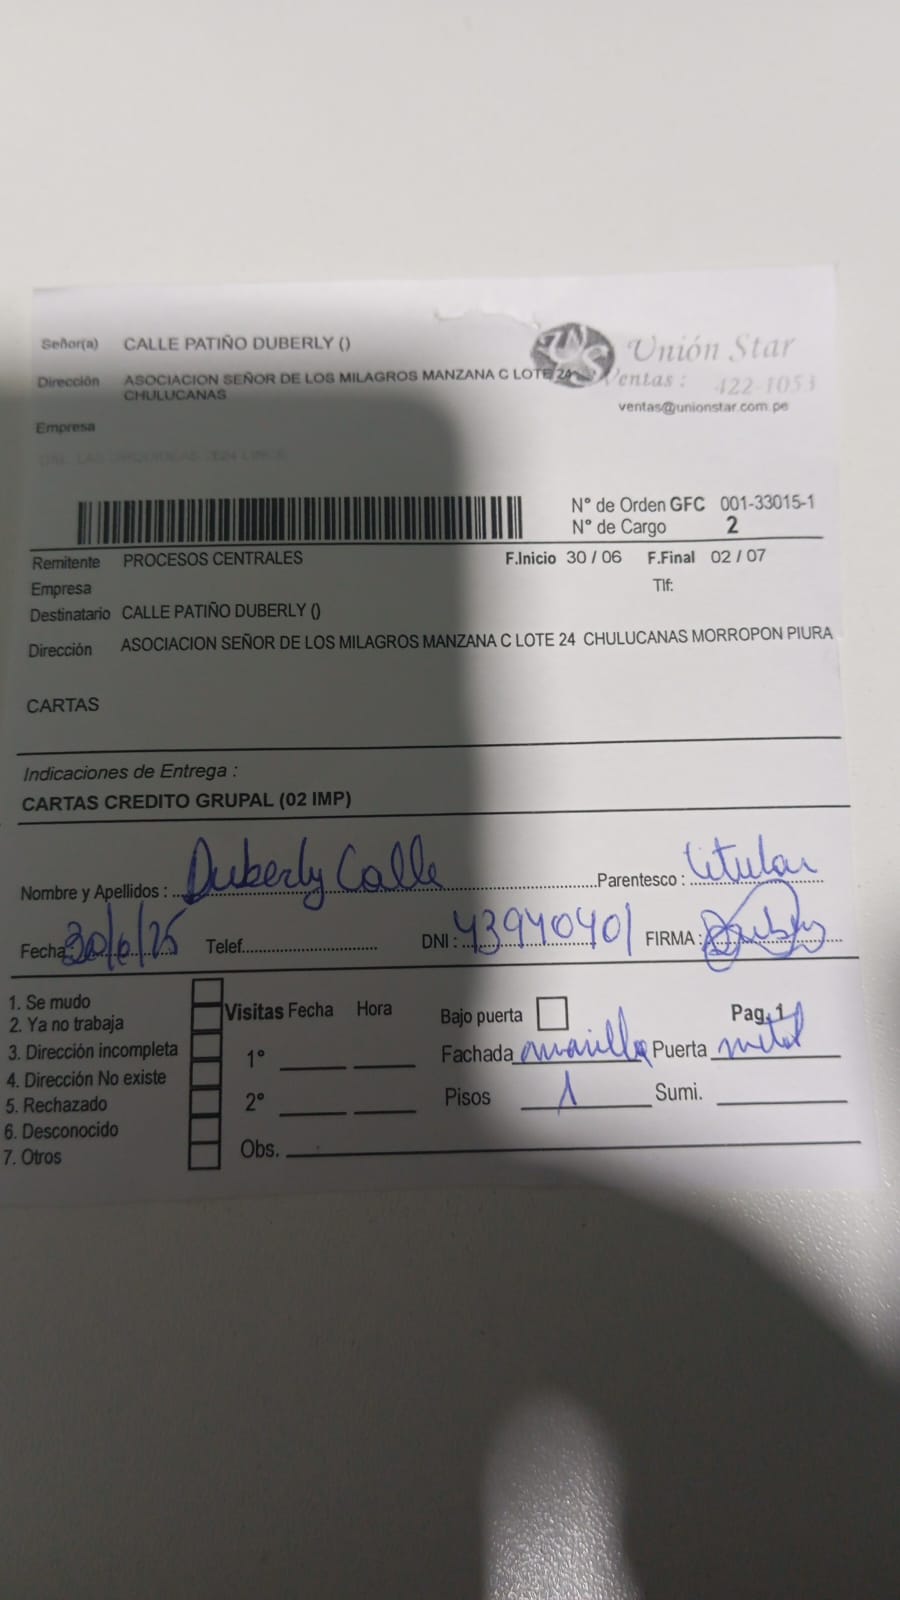 Señor(a) CALLE PATIÑO DUBERLY ()
Unión Star
Dirección ASOCIACION SEÑOR DE LOS MILAGROS MANZANA C LOTE 24
CHULUCANAS
Ventas: 422-1053
ventas@unionstar.com.pe
Empresa
N° de Orden GFC 001-33015-1
N° de Cargo 2
Remitente PROCESOS CENTRALES F.Inicio 30 / 06 F.Final 02 / 07
Empresa Tlf:
Destinatario CALLE PATIÑO DUBERLY ()
Dirección ASOCIACION SEÑOR DE LOS MILAGROS MANZANA C LOTE 24 CHULUCANAS MORROPON PIURA
CARTAS
Indicaciones de Entrega :
CARTAS CREDITO GRUPAL (02 IMP)
Nombre y Apellidos : Duberly Calle Parentesco : titular
Fecha: 30/6/25 Telef. DNI : 43940401 FIRMA :
1. Se mudo
2. Ya no trabaja
3. Dirección incompleta
4. Dirección No existe
5. Rechazado
6. Desconocido
7. Otros
Visitas Fecha Hora
1°
2°
Obs.
Bajo puerta Pag. 1
Fachada amarilla Puerta metal
Pisos 1 Sumi.